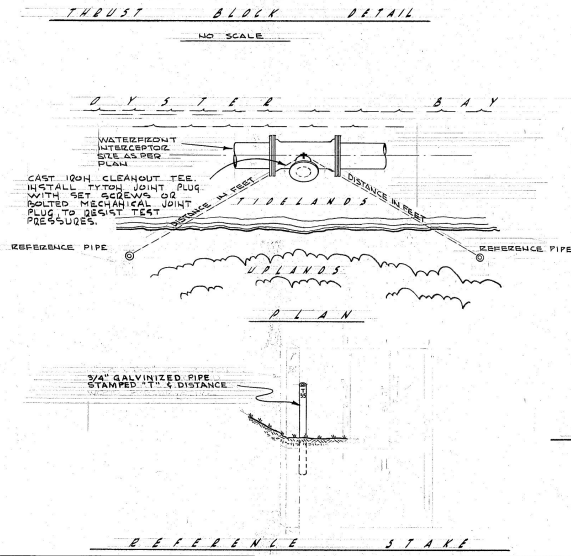 THRUST BLOCK DETAIL
NO SCALE
OYSTER BAY
WATERFRONT
INTERCEPTOR
SIZE AS PER
PLAN
CAST IRON CLEANOUT TEE.
INSTALL TYTON JOINT PLUG
WITH SET SCREWS OR
BOLTED MECHANICAL JOINT
PLUG, TO RESIST TEST
PRESSURES.
DISTANCE IN FEET
DISTANCE IN FEET
TIDELANDS
REFERENCE PIPE
REFERENCE PIPE
UPLANDS
PLAN
3/4" GALVINIZED PIPE
STAMPED "T" & DISTANCE
REFERENCE STAKE